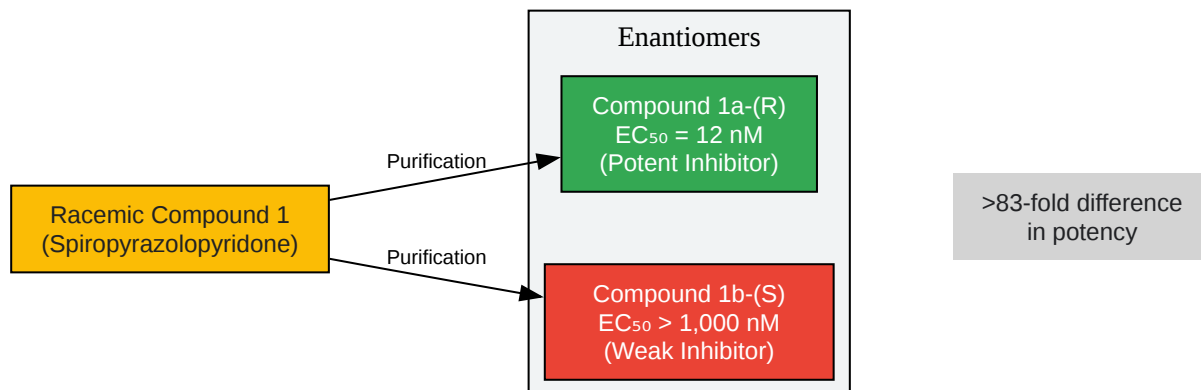 Enantiomers
Compound 1a-(R)
EC₅₀ = 12 nM
(Potent Inhibitor)
Purification
Racemic Compound 1
(Spiropyrazolopyridone)
>83-fold difference
in potency
Purification
Compound 1b-(S)
EC₅₀ > 1,000 nM
(Weak Inhibitor)